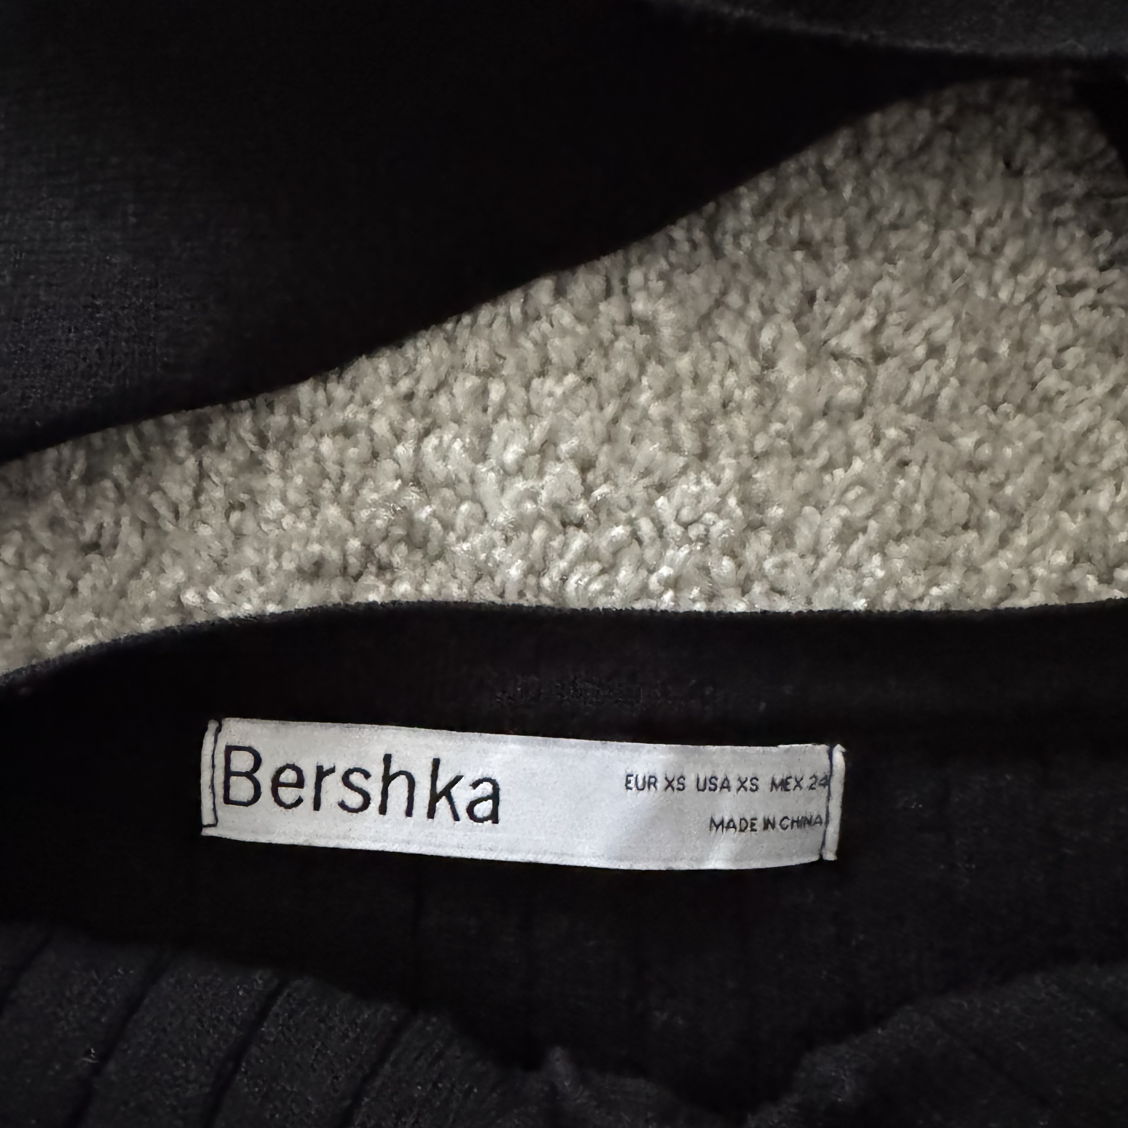 Bershka
EUR XS USA XS MEX 24
MADE IN CHINA